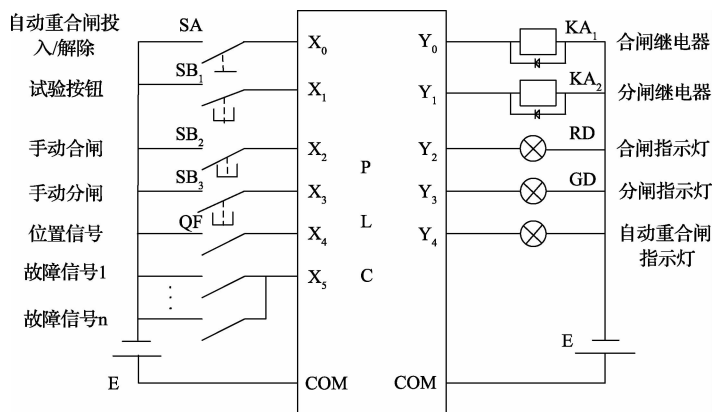 自动重合闸投
入/解除
SA
X₀
Y₀
KA₁
合闸继电器
试验按钮
SB₁
X₁
Y₁
KA₂
分闸继电器
手动合闸
SB₂
X₂
Y₂
RD
合闸指示灯
手动分闸
SB₃
X₃
Y₃
GD
分闸指示灯
位置信号
QF
X₄
Y₄
自动重合闸
指示灯
故障信号1
X₅
故障信号n
P
L
C
E
COM
COM
E